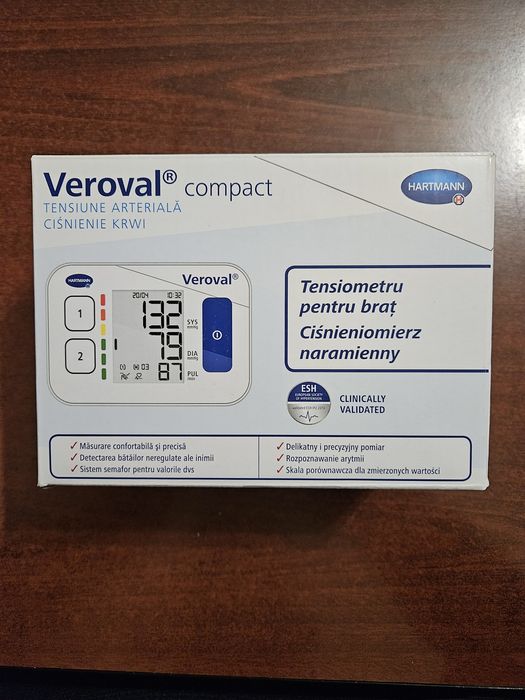 Veroval® compact
TENSIUNE ARTERIALĂ
CIŚNIENIE KRWI
HARTMANN
HARTMANN
Veroval®
1
2
20/04 10:32
132
SYS
mmHg
79
DIA
mmHg
03
87
PUL
/min
Tensiometru
pentru braţ
Ciśnieniomierz
naramienny
ESH
EUROPEAN SOCIETY
OF HYPERTENSION
CLINICALLY
VALIDATED
✓ Măsurare confortabilă şi precisă
✓ Detectarea bătăilor neregulate ale inimii
✓ Sistem semafor pentru valorile dvs
✓ Delikatny i precyzyjny pomiar
✓ Rozpoznawanie arytmii
✓ Skala porównawcza dla zmierzonych wartości